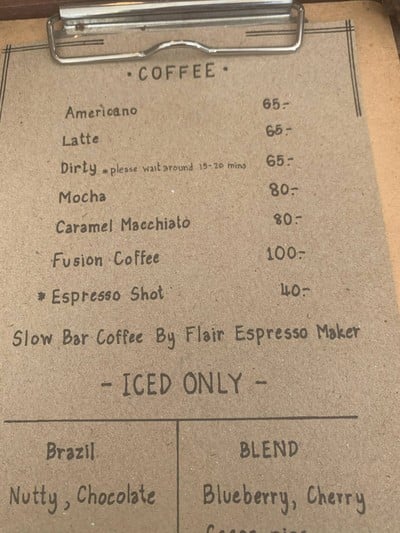 • COFFEE •
Americano 65.-
Latte 65.-
Dirty * please wait around 15-20 mins 65.-
Mocha 80.-
Caramel Macchiato 80.-
Fusion Coffee 100.-
* Espresso Shot 40.-
Slow Bar Coffee By Flair Espresso Maker
- ICED ONLY -
Brazil BLEND
Nutty, Chocolate Blueberry, Cherry